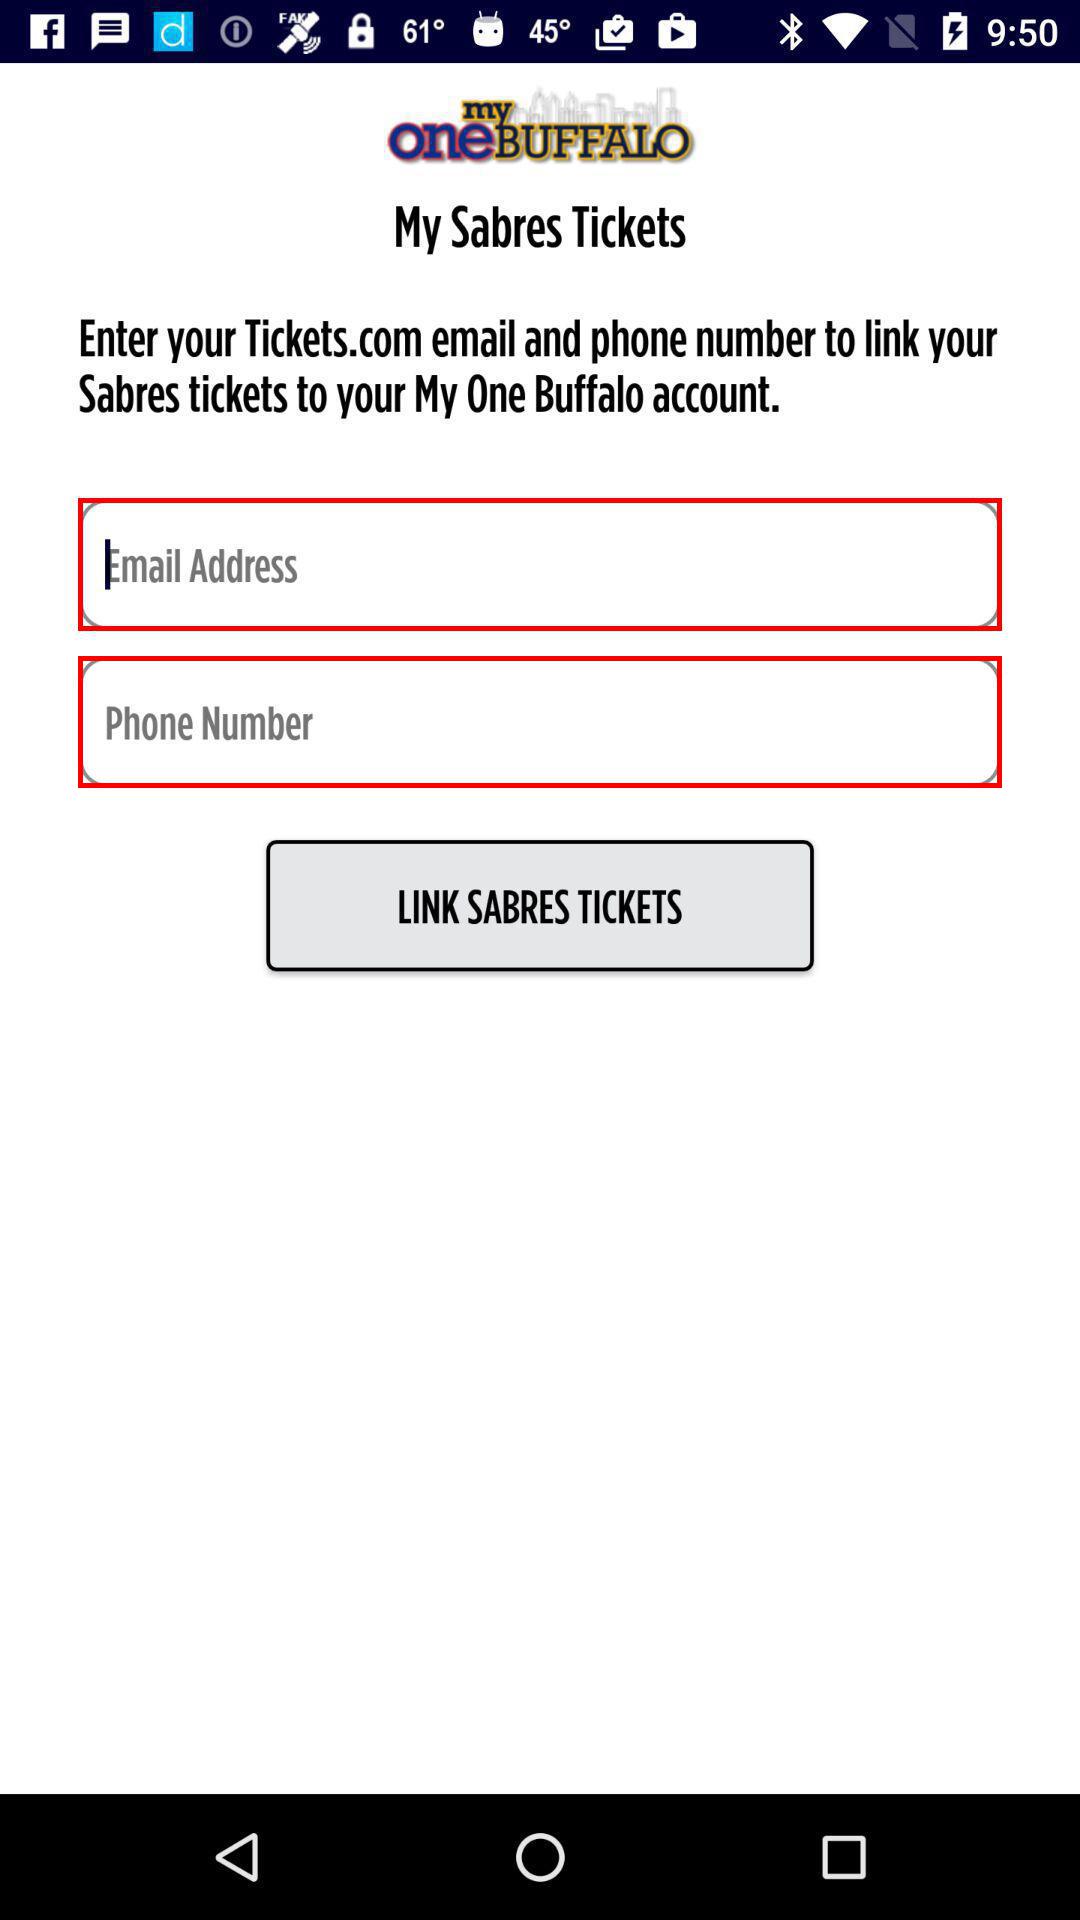 FAK 61° 45° 9:50
my
oneBUFFALO
My Sabres Tickets
Enter your Tickets.com email and phone number to link your
Sabres tickets to your My One Buffalo account.
Email Address
Phone Number
LINK SABRES TICKETS